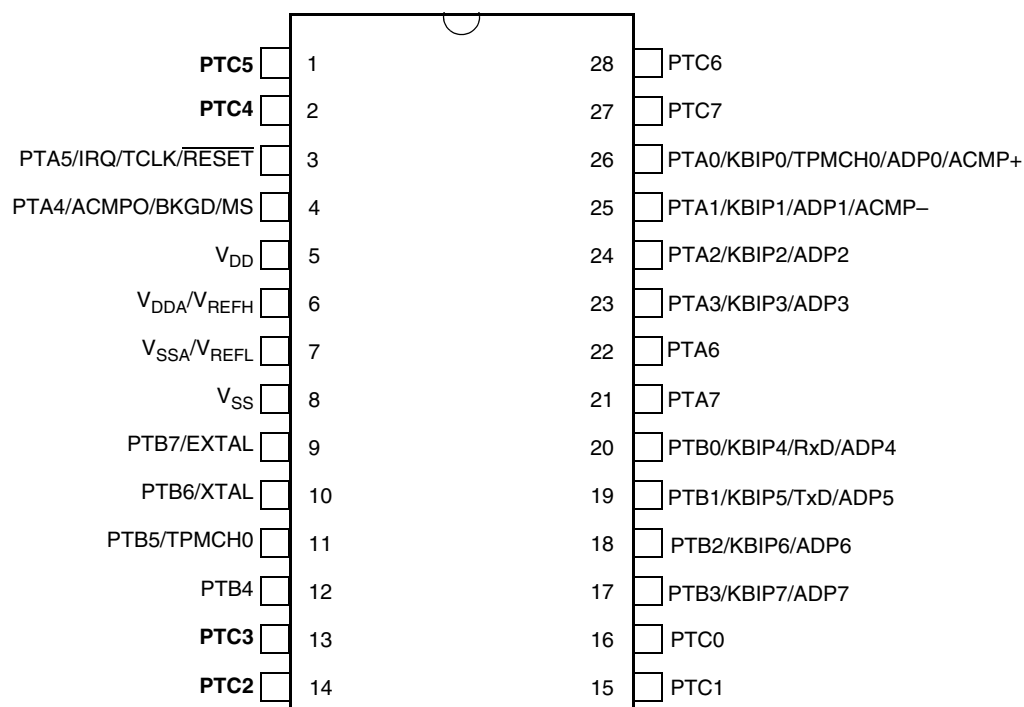 PTC5 1 28 PTC6
PTC4 2 27 PTC7
PTA5/IRQ/TCLK/RESET 3 26 PTA0/KBIP0/TPMCH0/ADP0/ACMP+
PTA4/ACMPO/BKGD/MS 4 25 PTA1/KBIP1/ADP1/ACMP–
VDD 5 24 PTA2/KBIP2/ADP2
VDDA/VREFH 6 23 PTA3/KBIP3/ADP3
VSSA/VREFL 7 22 PTA6
VSS 8 21 PTA7
PTB7/EXTAL 9 20 PTB0/KBIP4/RxD/ADP4
PTB6/XTAL 10 19 PTB1/KBIP5/TxD/ADP5
PTB5/TPMCH0 11 18 PTB2/KBIP6/ADP6
PTB4 12 17 PTB3/KBIP7/ADP7
PTC3 13 16 PTC0
PTC2 14 15 PTC1